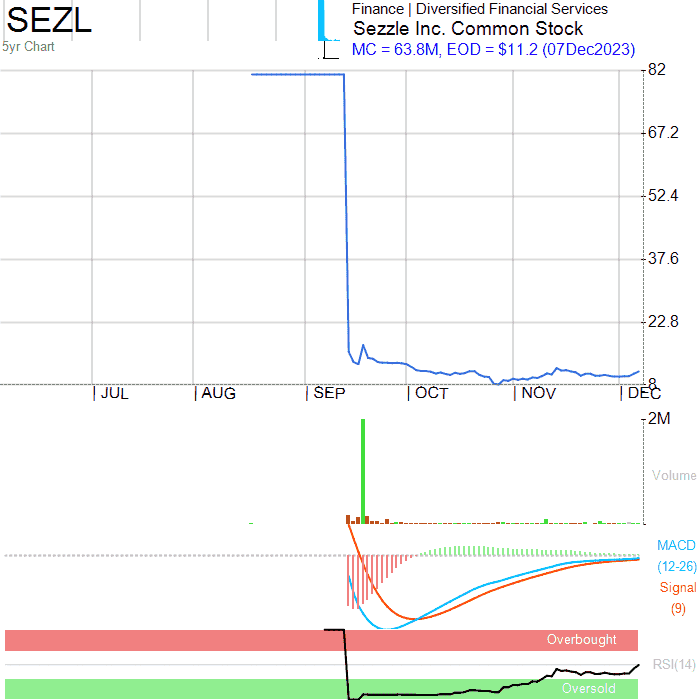 SEZL
5yr Chart
Finance | Diversified Financial Services
Sezzle Inc. Common Stock
MC = 63.8M, EOD = $11.2 (07Dec2023)
82
67.2
52.4
37.6
22.8
8
JUL AUG SEP OCT NOV DEC
2M
Volume
MACD
(12-26)
Signal
(9)
Overbought
RSI(14)
Oversold